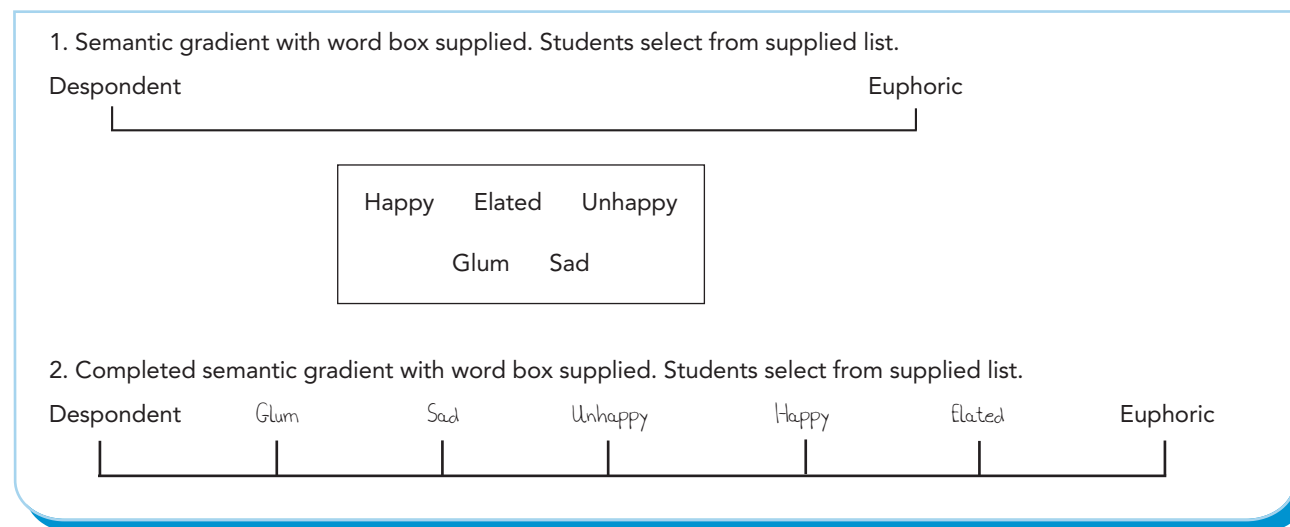 1. Semantic gradient with word box supplied. Students select from supplied list.
Despondent Euphoric
Happy Elated Unhappy
Glum Sad
2. Completed semantic gradient with word box supplied. Students select from supplied list.
Despondent Glum Sad Unhappy Happy Elated Euphoric